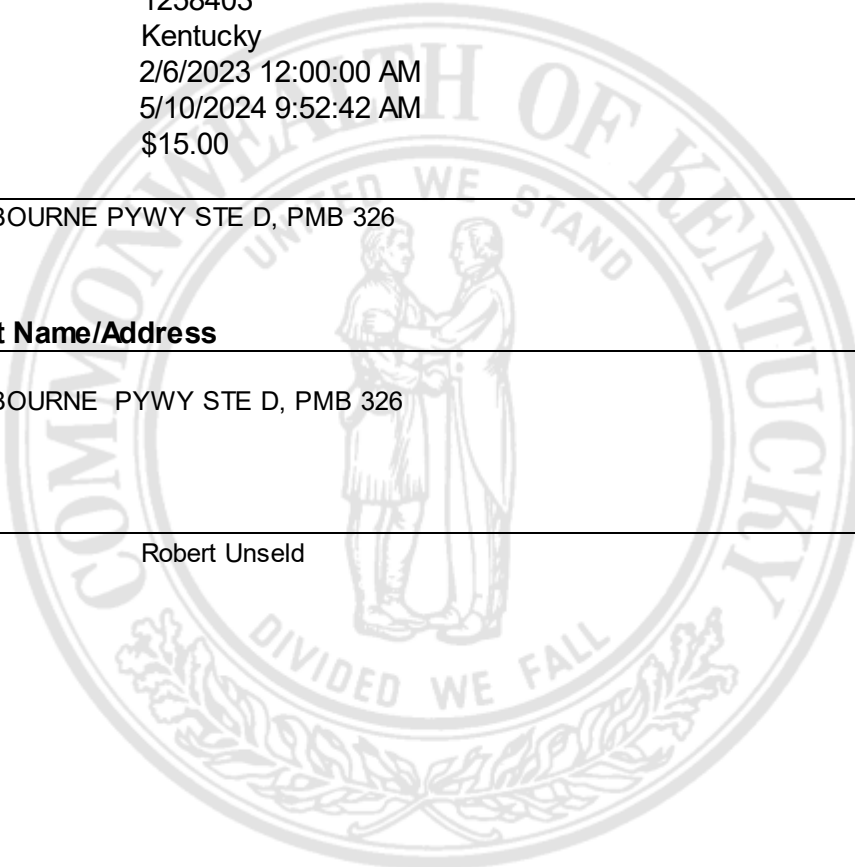 1258403
Kentucky
2/6/2023 12:00:00 AM
5/10/2024 9:52:42 AM
$15.00
BOURNE PYWY STE D, PMB 326
t Name/Address
BOURNE PYWY STE D, PMB 326
Robert Unseld
COMMONWEALTH OF KENTUCKY
UNITED WE STAND
DIVIDED WE FALL